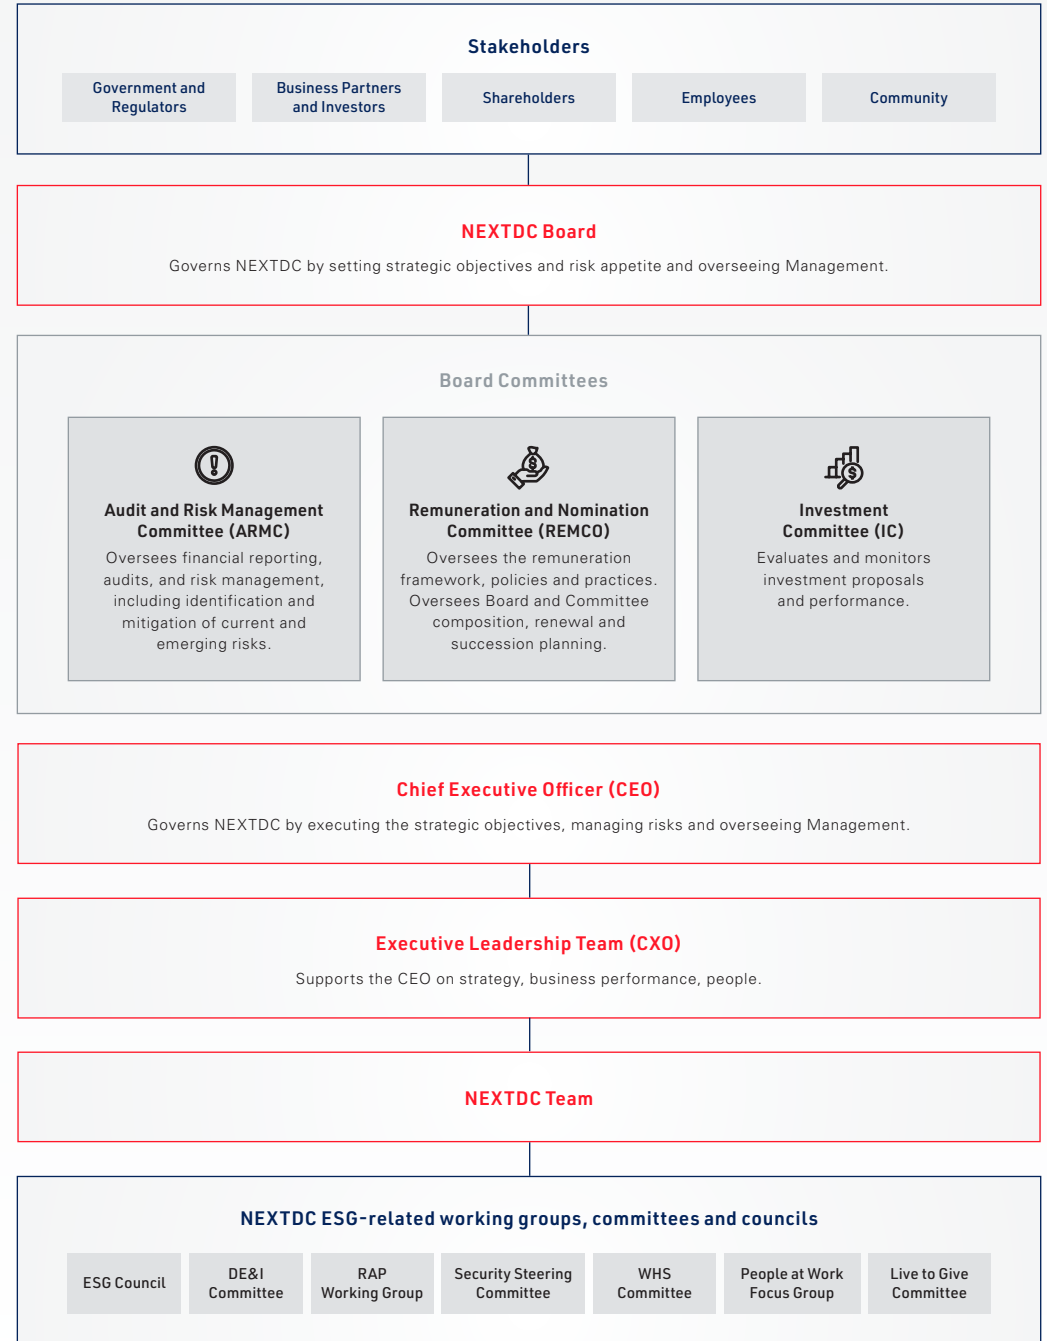 Stakeholders
Government and
Regulators
Business Partners
and Investors
Shareholders
Employees
Community
NEXTDC Board
Governs NEXTDC by setting strategic objectives and risk appetite and overseeing Management.
Board Committees
Audit and Risk Management
Committee (ARMC)
Oversees financial reporting,
audits, and risk management,
including identification and
mitigation of current and
emerging risks.
Remuneration and Nomination
Committee (REMCO)
Oversees the remuneration
framework, policies and practices.
Oversees Board and Committee
composition, renewal and
succession planning.
Investment
Committee (IC)
Evaluates and monitors
investment proposals
and performance.
Chief Executive Officer (CEO)
Governs NEXTDC by executing the strategic objectives, managing risks and overseeing Management.
Executive Leadership Team (CXO)
Supports the CEO on strategy, business performance, people.
NEXTDC Team
NEXTDC ESG-related working groups, committees and councils
ESG Council
DE&I
Committee
RAP
Working Group
Security Steering
Committee
WHS
Committee
People at Work
Focus Group
Live to Give
Committee